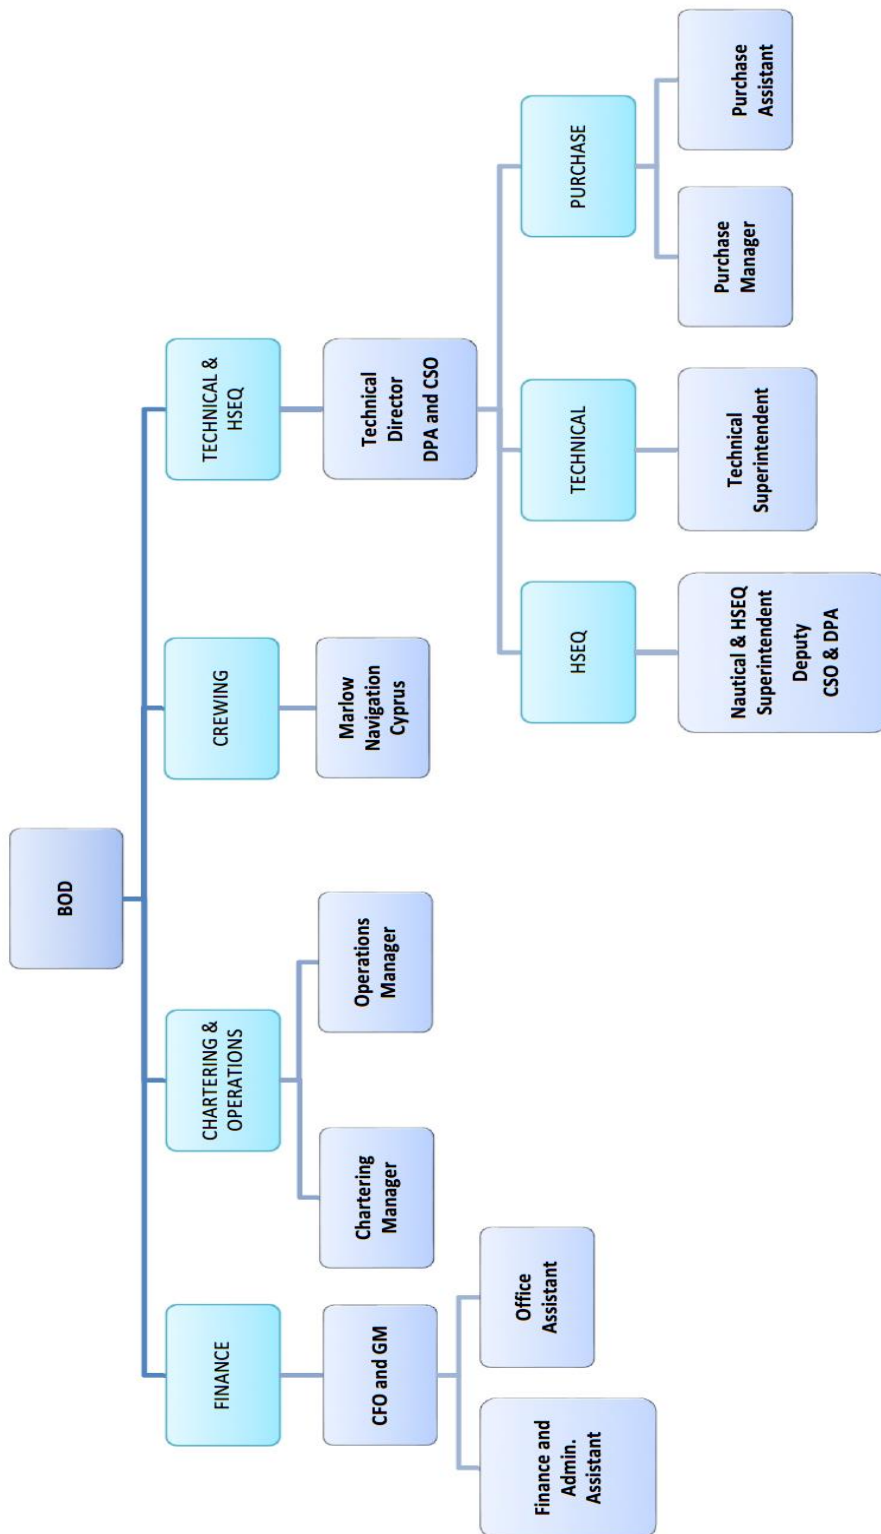 BOD
FINANCE
CHARTERING &
OPERATIONS
CREWING
TECHNICAL &
HSEQ
CFO and GM
Chartering
Manager
Operations
Manager
Marlow
Navigation
Cyprus
Technical
Director
DPA and CSO
Finance and
Admin.
Assistant
Office
Assistant
HSEQ
TECHNICAL
PURCHASE
Nautical & HSEQ
Superintendent
Deputy
CSO & DPA
Technical
Superintendent
Purchase
Manager
Purchase
Assistant